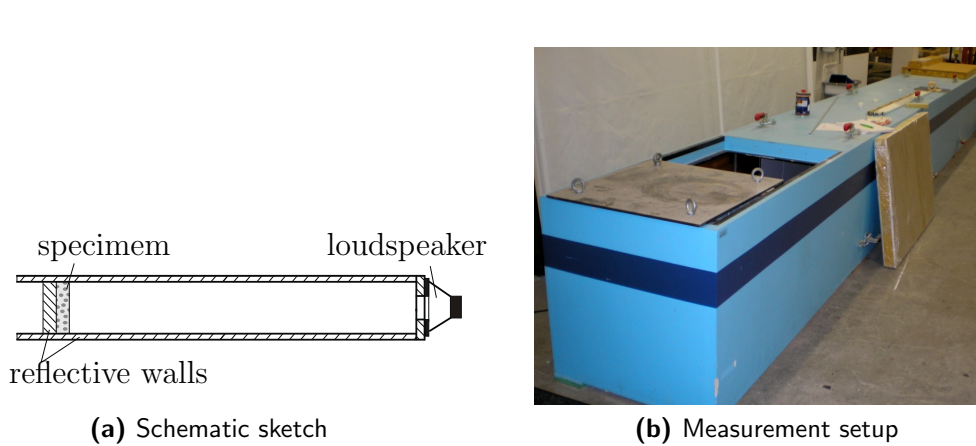 specimem
loudspeaker
reflective walls
(a) Schematic sketch
(b) Measurement setup